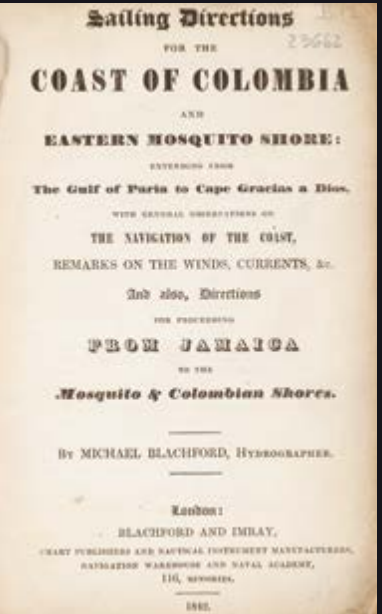 Sailing Directions
FOR THE
COAST OF COLOMBIA
AND
EASTERN MOSQUITO SHORE:
EXTENDING FROM
The Gulf of Paria to Cape Gracias a Dios,
WITH GENERAL OBSERVATIONS ON
THE NAVIGATION OF THE COAST,
REMARKS ON THE WINDS, CURRENTS, &c.
And also, Directions
FOR PROCEEDING
FROM JAMAICA
TO THE
Mosquito & Colombian Shores.
BY MICHAEL BLACHFORD, HYDROGRAPHER.
London:
BLACHFORD AND IMRAY,
CHART PUBLISHERS AND NAUTICAL INSTRUMENT MANUFACTURERS,
NAVIGATION WAREHOUSE AND NAVAL ACADEMY,
116, MINORIES.